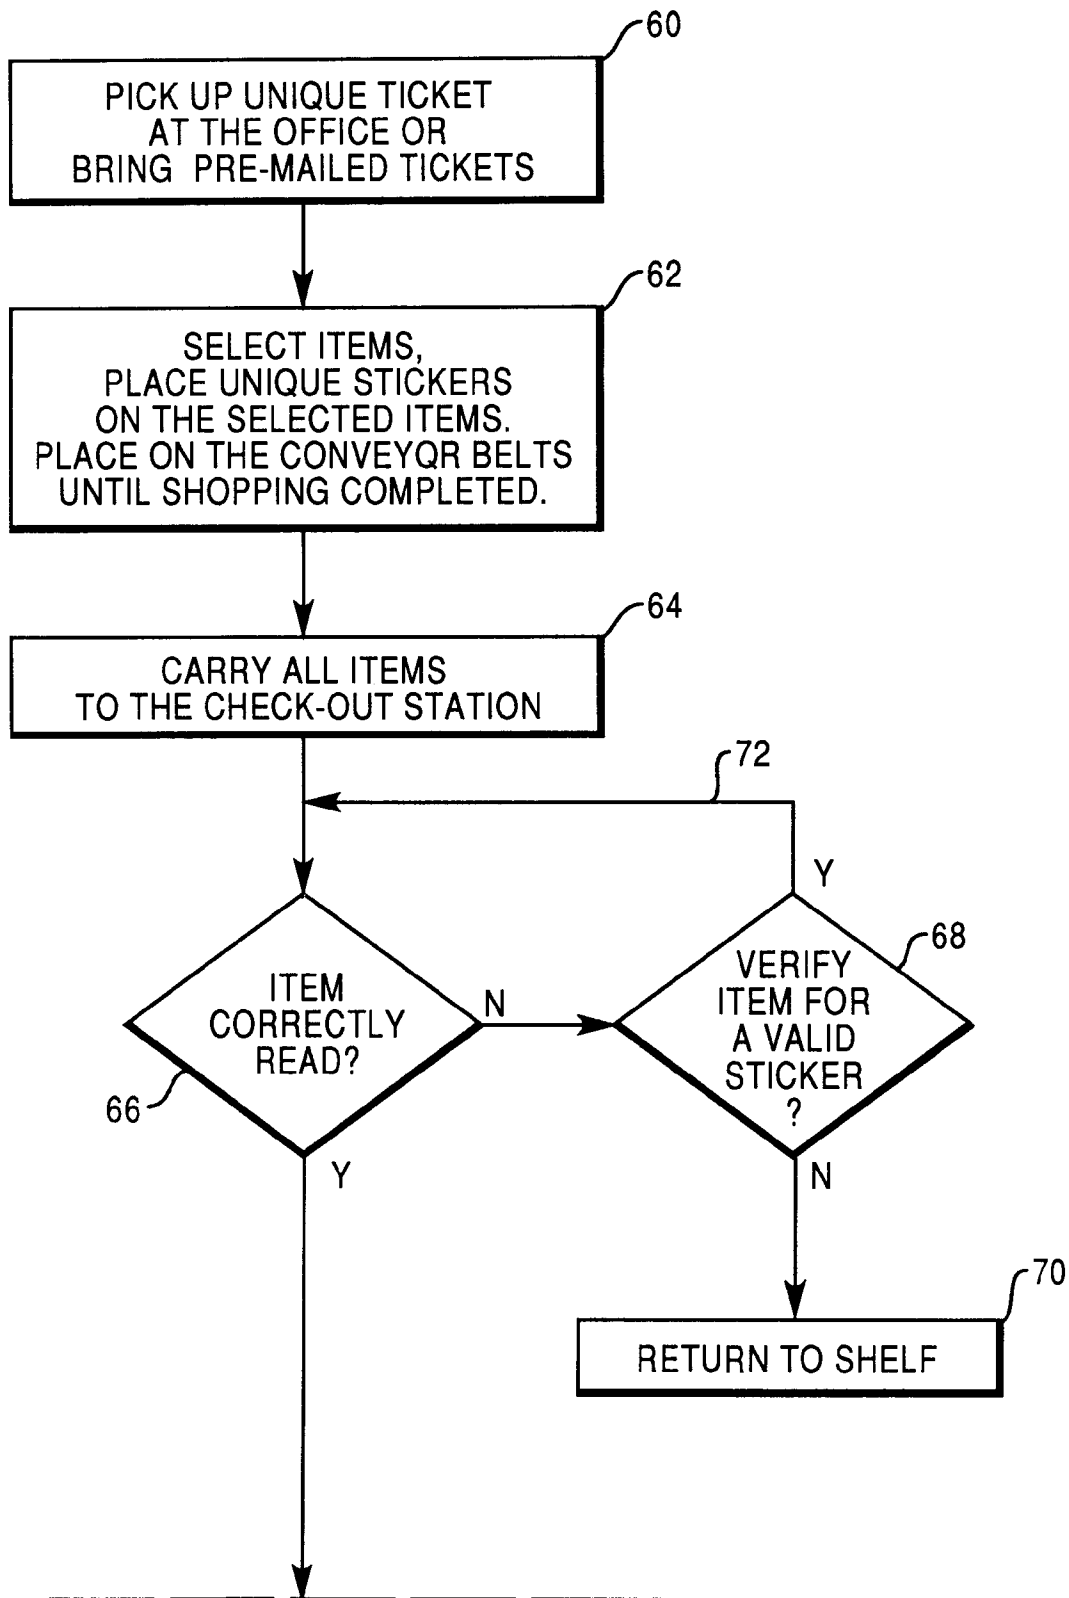 60
PICK UP UNIQUE TICKET
AT THE OFFICE OR
BRING PRE-MAILED TICKETS
62
SELECT ITEMS,
PLACE UNIQUE STICKERS
ON THE SELECTED ITEMS.
PLACE ON THE CONVEYQR BELTS
UNTIL SHOPPING COMPLETED.
64
CARRY ALL ITEMS
TO THE CHECK-OUT STATION
72
Y
68
ITEM
CORRECTLY
READ?
N
66
Y
VERIFY
ITEM FOR
A VALID
STICKER
?
N
70
RETURN TO SHELF